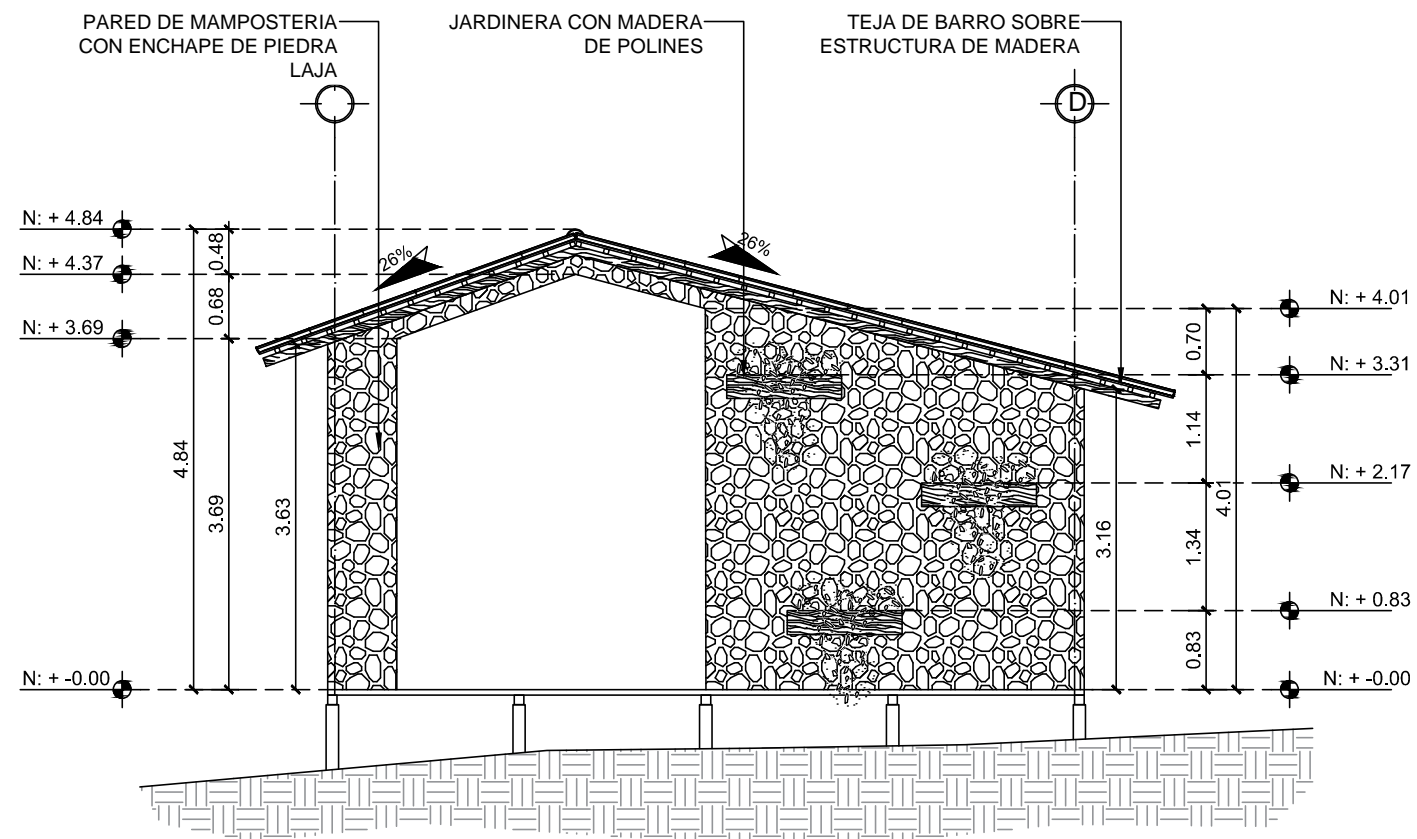 PARED DE MAMPOSTERIA
CON ENCHAPE DE PIEDRA
LAJA
JARDINERA CON MADERA
DE POLINES
TEJA DE BARRO SOBRE
ESTRUCTURA DE MADERA
D
N: + 4.84
N: + 4.37
N: + 3.69
N: + -0.00
4.84
0.48
0.68
3.69
3.63
26%
26%
N: + 4.01
N: + 3.31
N: + 2.17
N: + 0.83
N: + -0.00
3.16
0.70
1.14
1.34
0.83
4.01